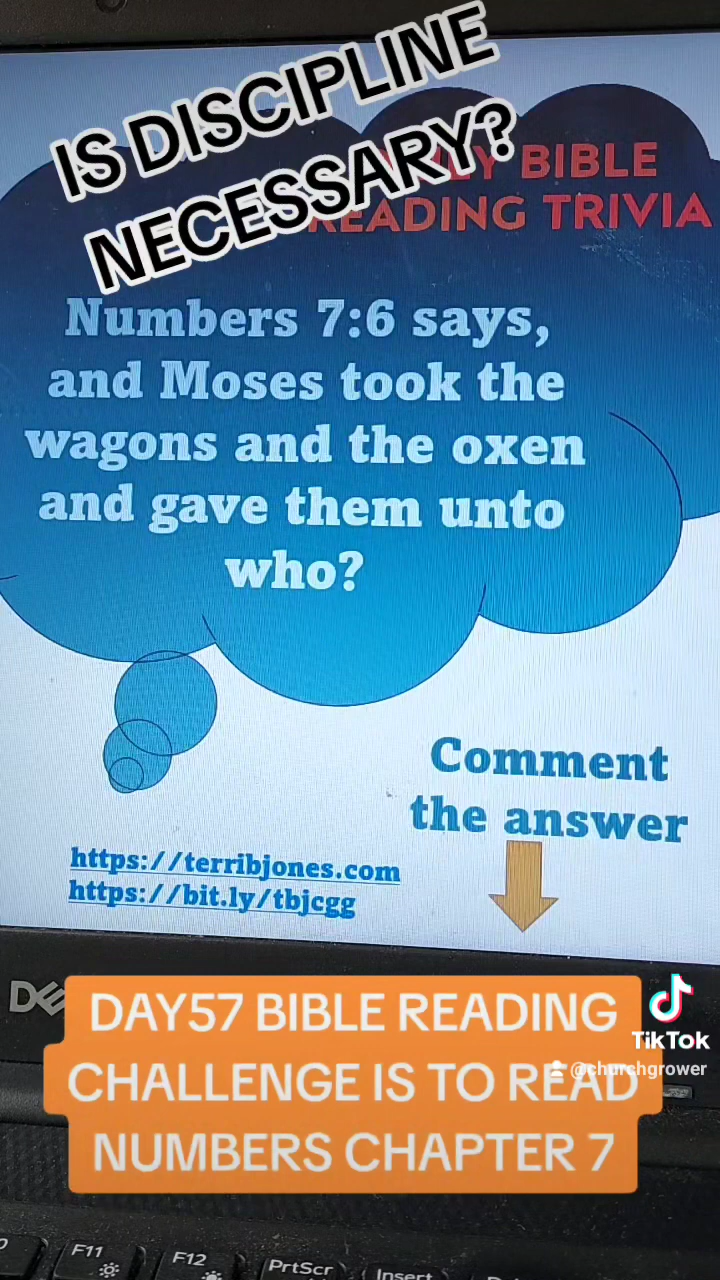 IS DISCIPLINE
NECESSARY?
BIBLE
READING TRIVIA
Numbers 7:6 says,
and Moses took the
wagons and the oxen
and gave them unto
who?
Comment
the answer
https://terribjones.com
https://bit.ly/tbjcgg
DAY57 BIBLE READING
CHALLENGE IS TO READ
NUMBERS CHAPTER 7
TikTok
@churchgrower
F11
F12
PrtScr
Insert